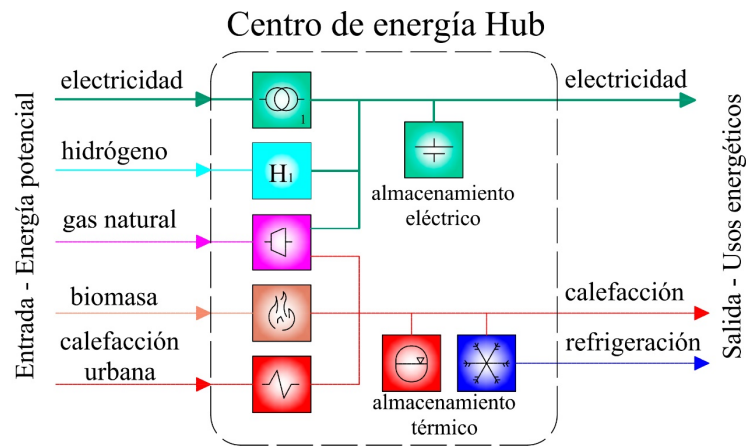 Centro de energía Hub
Entrada - Energía potencial
electricidad
hidrógeno
gas natural
biomasa
calefacción
urbana
1
H1
almacenamiento
eléctrico
almacenamiento
térmico
electricidad
calefacción
refrigeración
Salida - Usos energéticos